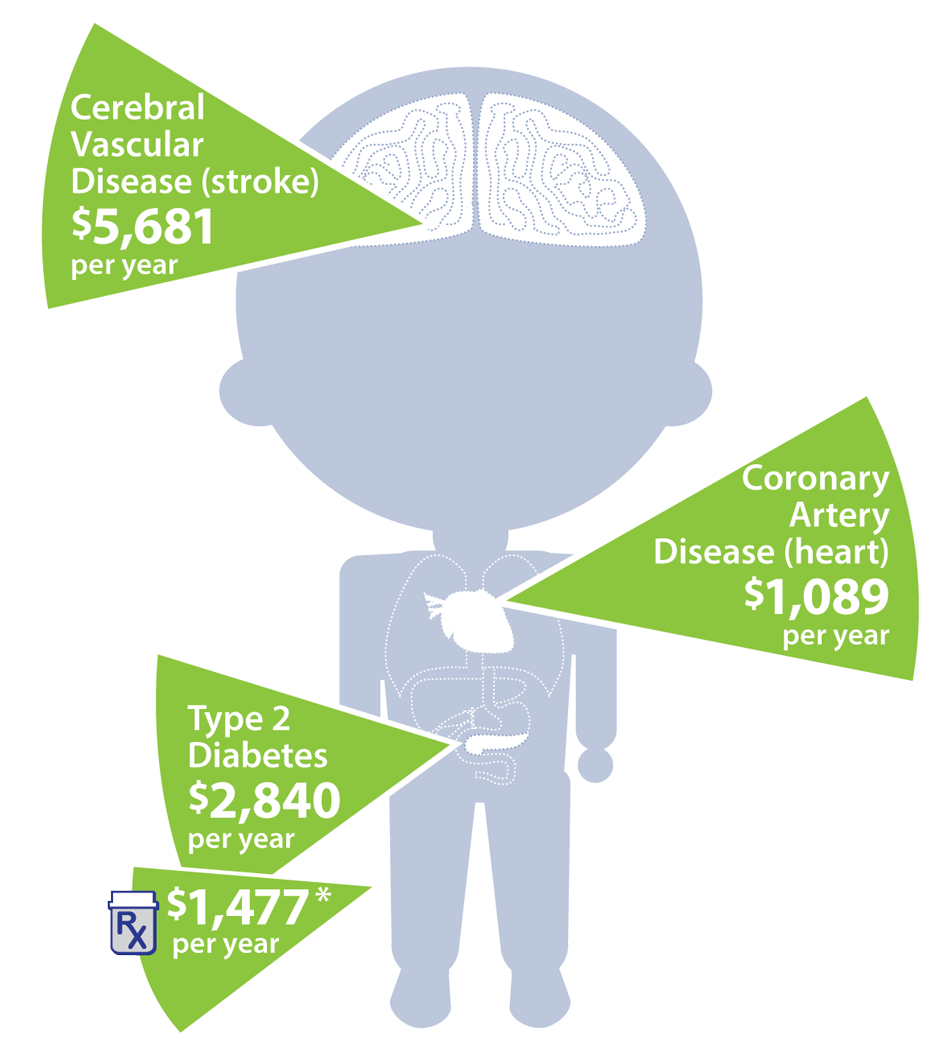 Cerebral
Vascular
Disease (stroke)
$5,681
per year
Coronary
Artery
Disease (heart)
$1,089
per year
Type 2
Diabetes
$2,840
per year
Rx
$1,477*
per year